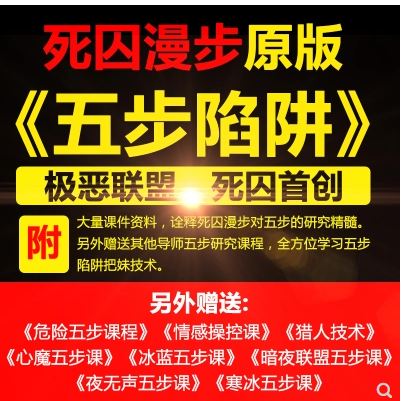 死囚漫步原版
《五步陷阱》
极恶联盟 死囚首创
附
大量课件资料，诠释死囚漫步对五步的研究精髓。
另外赠送其他导师五步研究课程，全方位学习五步
陷阱把妹技术。
另外赠送:
《危险五步课程》《情感操控课》《猎人技术》
《心魔五步课》《冰蓝五步课》《暗夜联盟五步课》
《夜无声五步课》《寒冰五步课》